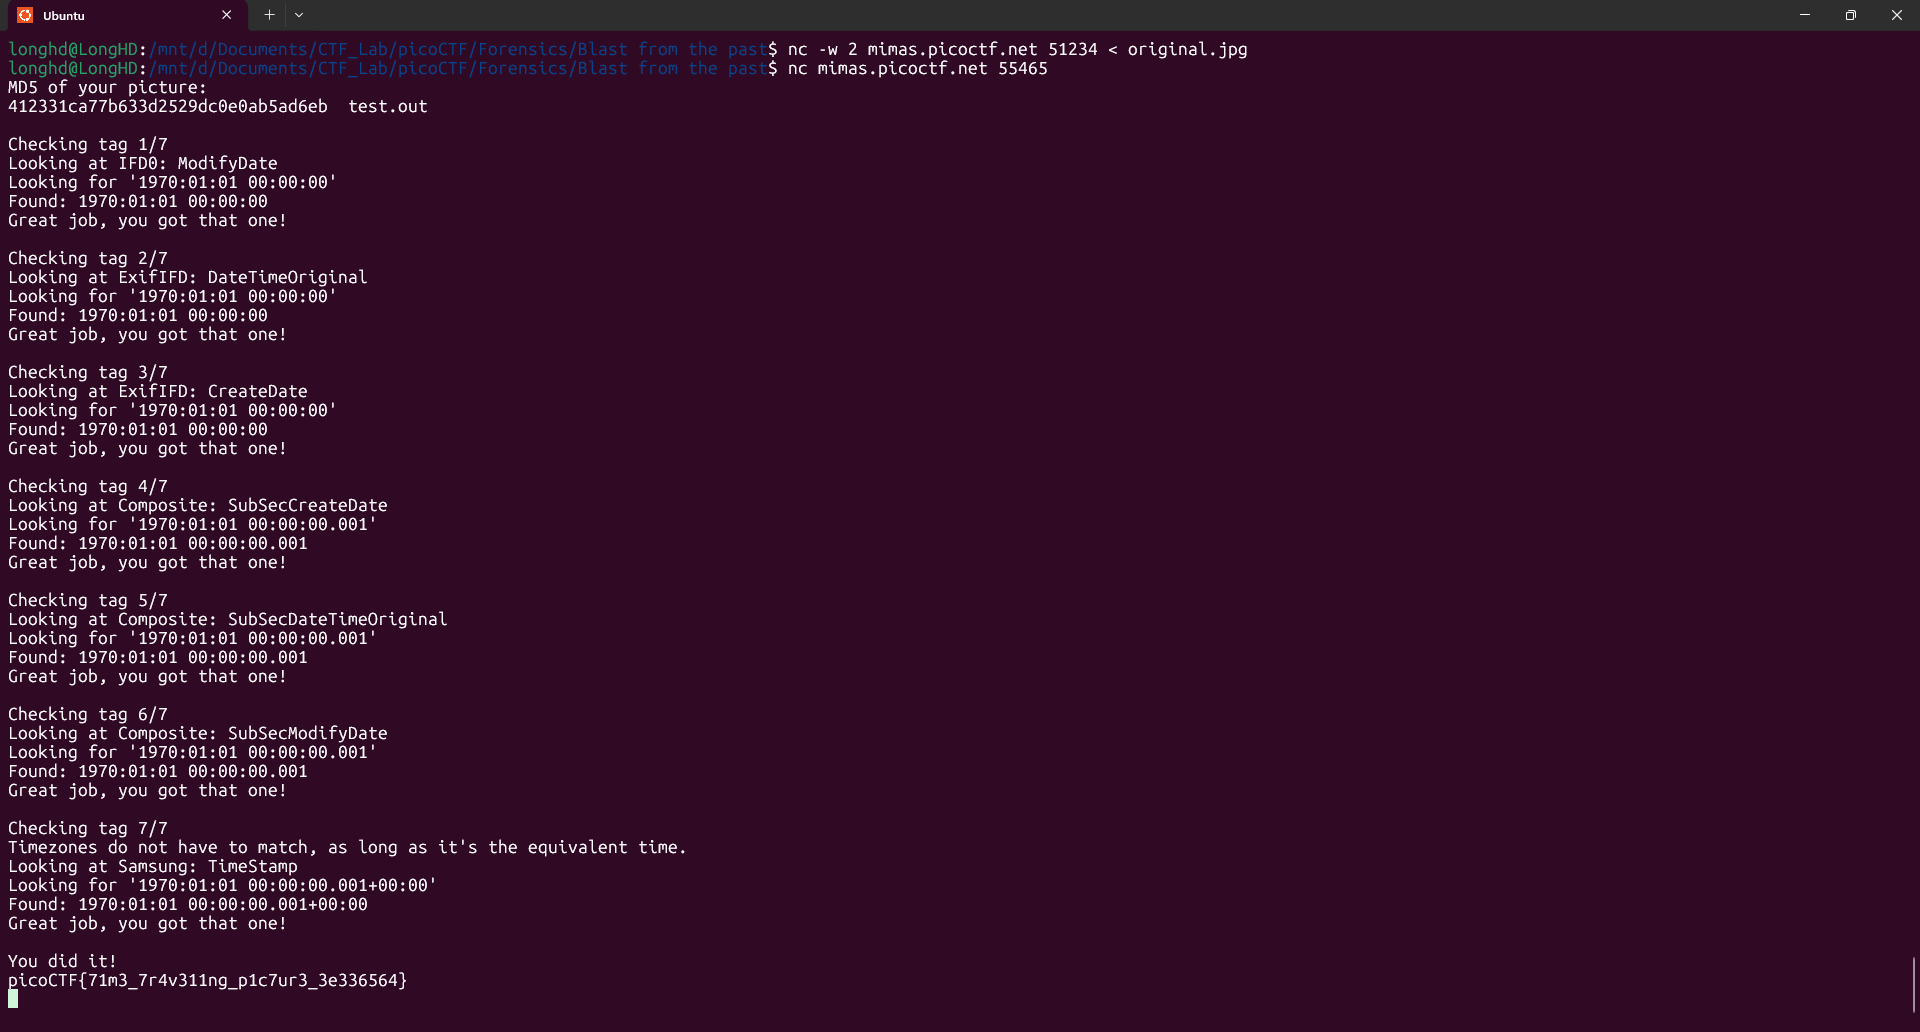 Ubuntu
longhd@LongHD:/mnt/d/Documents/CTF_Lab/picoCTF/Forensics/Blast from the past$ nc -w 2 mimas.picoctf.net 51234 < original.jpg
longhd@LongHD:/mnt/d/Documents/CTF_Lab/picoCTF/Forensics/Blast from the past$ nc mimas.picoctf.net 55465
MD5 of your picture:
412331ca77b633d2529dc0e0ab5ad6eb  test.out

Checking tag 1/7
Looking at IFD0: ModifyDate
Looking for '1970:01:01 00:00:00'
Found: 1970:01:01 00:00:00
Great job, you got that one!

Checking tag 2/7
Looking at ExifIFD: DateTimeOriginal
Looking for '1970:01:01 00:00:00'
Found: 1970:01:01 00:00:00
Great job, you got that one!

Checking tag 3/7
Looking at ExifIFD: CreateDate
Looking for '1970:01:01 00:00:00'
Found: 1970:01:01 00:00:00
Great job, you got that one!

Checking tag 4/7
Looking at Composite: SubSecCreateDate
Looking for '1970:01:01 00:00:00.001'
Found: 1970:01:01 00:00:00.001
Great job, you got that one!

Checking tag 5/7
Looking at Composite: SubSecDateTimeOriginal
Looking for '1970:01:01 00:00:00.001'
Found: 1970:01:01 00:00:00.001
Great job, you got that one!

Checking tag 6/7
Looking at Composite: SubSecModifyDate
Looking for '1970:01:01 00:00:00.001'
Found: 1970:01:01 00:00:00.001
Great job, you got that one!

Checking tag 7/7
Timezones do not have to match, as long as it's the equivalent time.
Looking at Samsung: TimeStamp
Looking for '1970:01:01 00:00:00.001+00:00'
Found: 1970:01:01 00:00:00.001+00:00
Great job, you got that one!

You did it!
picoCTF{71m3_7r4v311ng_p1c7ur3_3e336564}